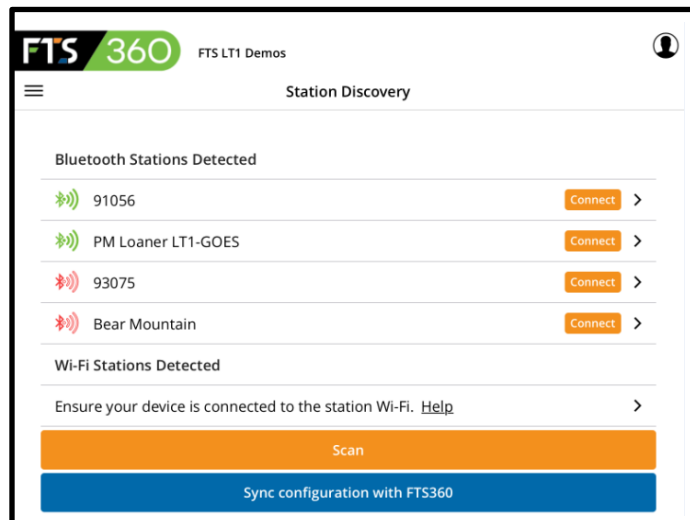 FTS 360 FTS LT1 Demos
Station Discovery
Bluetooth Stations Detected
91056 Connect
PM Loaner LT1-GOES Connect
93075 Connect
Bear Mountain Connect
Wi-Fi Stations Detected
Ensure your device is connected to the station Wi-Fi. Help
Scan
Sync configuration with FTS360